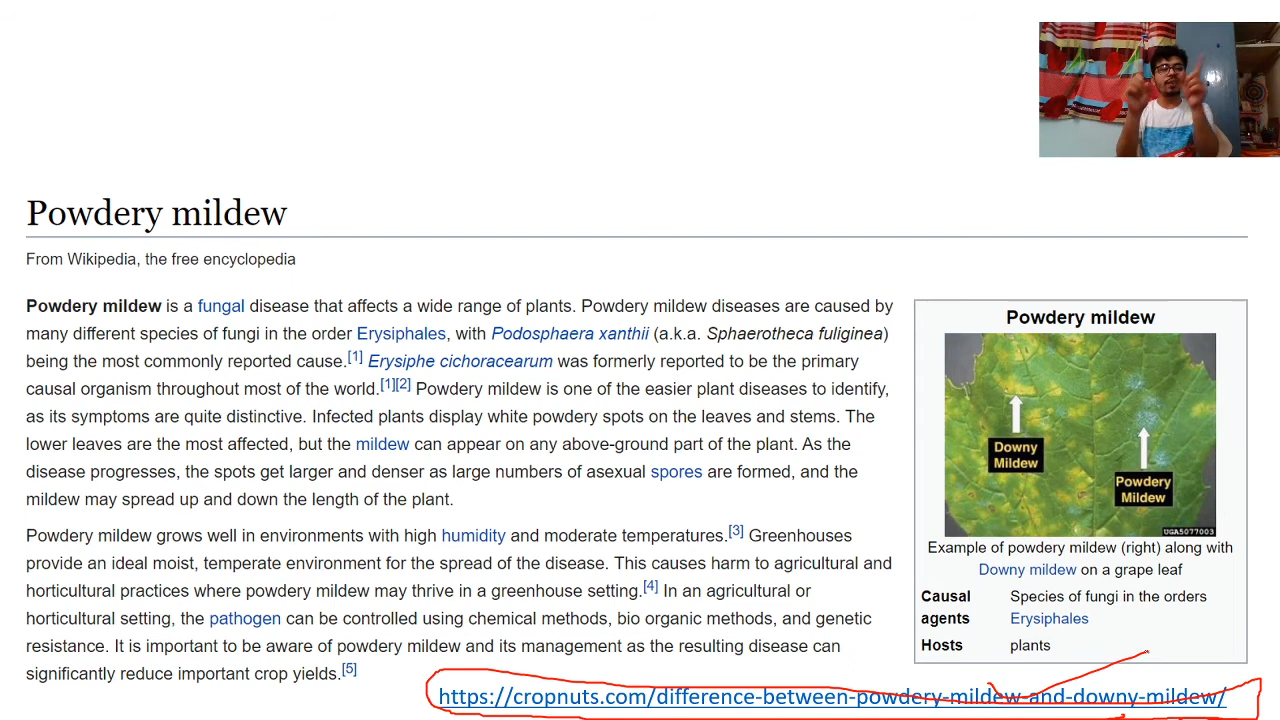 Powdery mildew
From Wikipedia, the free encyclopedia
Powdery mildew is a fungal disease that affects a wide range of plants. Powdery mildew diseases are caused by
many different species of fungi in the order Erysiphales, with Podosphaera xanthii (a.k.a. Sphaerotheca fuliginea)
being the most commonly reported cause.[1] Erysiphe cichoracearum was formerly reported to be the primary
causal organism throughout most of the world.[1][2] Powdery mildew is one of the easier plant diseases to identify,
as its symptoms are quite distinctive. Infected plants display white powdery spots on the leaves and stems. The
lower leaves are the most affected, but the mildew can appear on any above-ground part of the plant. As the
disease progresses, the spots get larger and denser as large numbers of asexual spores are formed, and the
mildew may spread up and down the length of the plant.
Powdery mildew grows well in environments with high humidity and moderate temperatures.[3] Greenhouses
provide an ideal moist, temperate environment for the spread of the disease. This causes harm to agricultural and
horticultural practices where powdery mildew may thrive in a greenhouse setting.[4] In an agricultural or
horticultural setting, the pathogen can be controlled using chemical methods, bio organic methods, and genetic
resistance. It is important to be aware of powdery mildew and its management as the resulting disease can
significantly reduce important crop yields.[5]
Powdery mildew
Downy
Mildew
Powdery
Mildew
UGA5077003
Example of powdery mildew (right) along with
Downy mildew on a grape leaf
Causal Species of fungi in the orders
agents Erysiphales
Hosts plants
https://cropnuts.com/difference-between-powdery-mildew-and-downy-mildew/